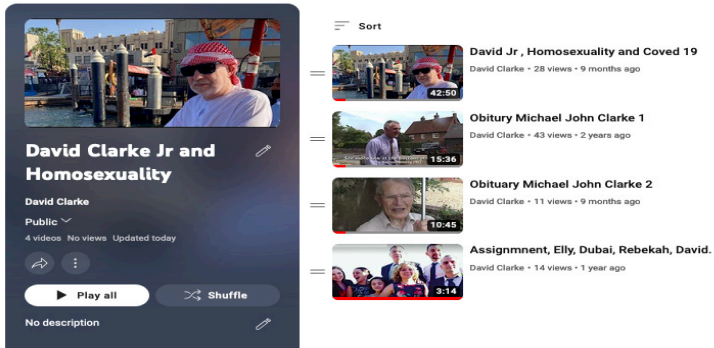 David Clarke Jr and
Homosexuality
David Clarke
Public
4 videos No views Updated today
Play all
Shuffle
No description
Sort
42:50
David Jr , Homosexuality and Coved 19
David Clarke • 28 views • 9 months ago
15:36
Obitury Michael John Clarke 1
David Clarke • 43 views • 2 years ago
10:45
Obituary Michael John Clarke 2
David Clarke • 11 views • 9 months ago
3:14
Assignmnent, Elly, Dubai, Rebekah, David.
David Clarke • 14 views • 1 year ago